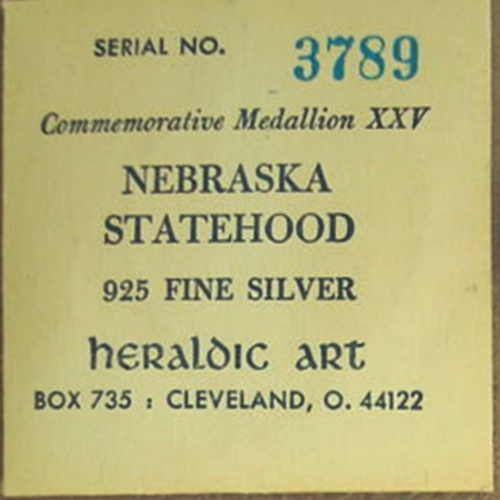 SERIAL NO. 3789
Commemorative Medallion XXV
NEBRASKA
STATEHOOD
925 FINE SILVER
heraldic art
BOX 735 : CLEVELAND, O. 44122